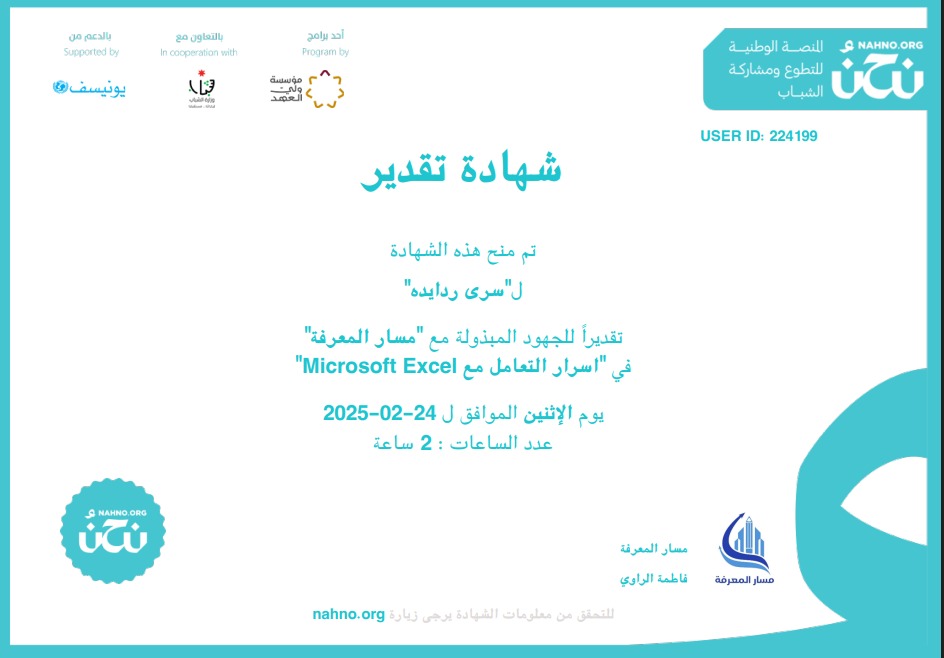 بالدعم من
Supported by
يونيسف
بالتعاون مع
In cooperation with
وزارة الشباب
أحد برامج
Program by
مؤسسة
ولي
العهد
المنصة الوطنية
للتطوع ومشاركة
الشباب
NAHNO.ORG
نحن
USER ID: 224199
شهادة تقدير
تم منح هذه الشهادة
ل"سرى ردايده"
تقديراً للجهود المبذولة مع "مسار المعرفة"
في "اسرار التعامل مع Microsoft Excel"
يوم الإثنين الموافق ل 24-02-2025
عدد الساعات : 2 ساعة
NAHNO.ORG
نحن
مسار المعرفة
فاطمة الراوي
مسار المعرفة
للتحقق من معلومات الشهادة يرجى زيارة nahno.org